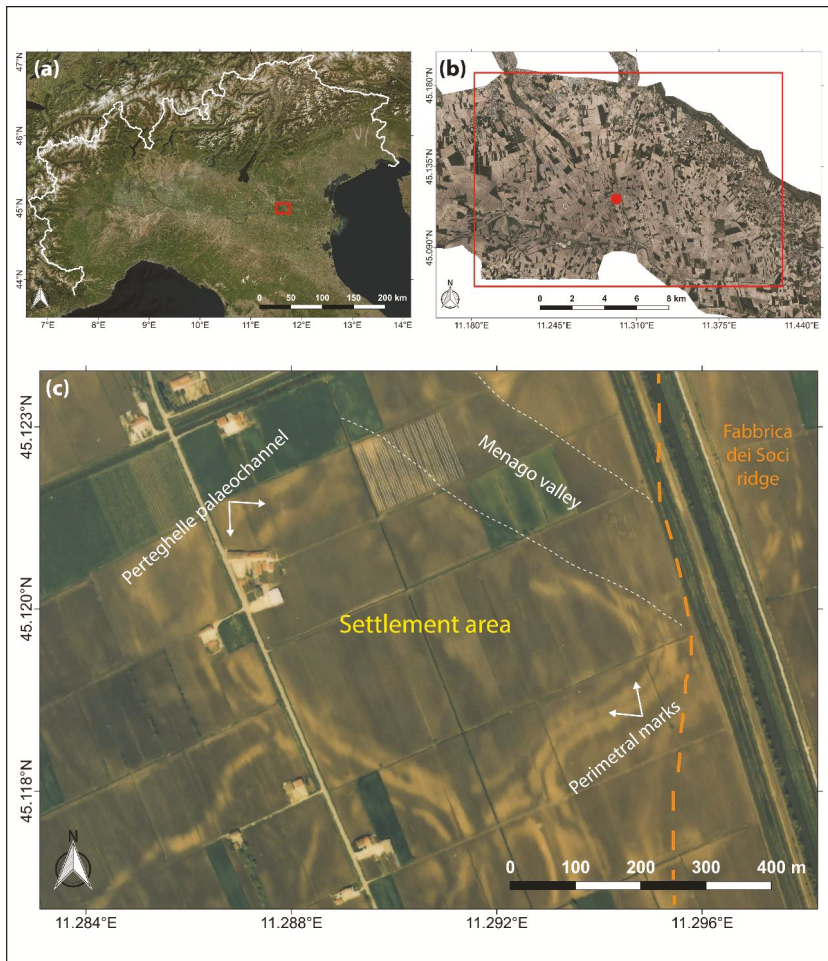 (a)
47°N
46°N
45°N
44°N
0 50 100 150 200 km
7°E 8°E 9°E 10°E 11°E 12°E 13°E 14°E
(b)
45.180°N
45.135°N
45.090°N
0 2 4 6 8 km
11.180°E 11.245°E 11.310°E 11.375°E 11.440°E
(c)
45.123°N
45.120°N
45.118°N
Perteghelle palaeochannel
Menago valley
Fabbrica
dei Soci
ridge
Settlement area
Perimetral marks
N
0 100 200 300 400 m
11.284°E 11.288°E 11.292°E 11.296°E